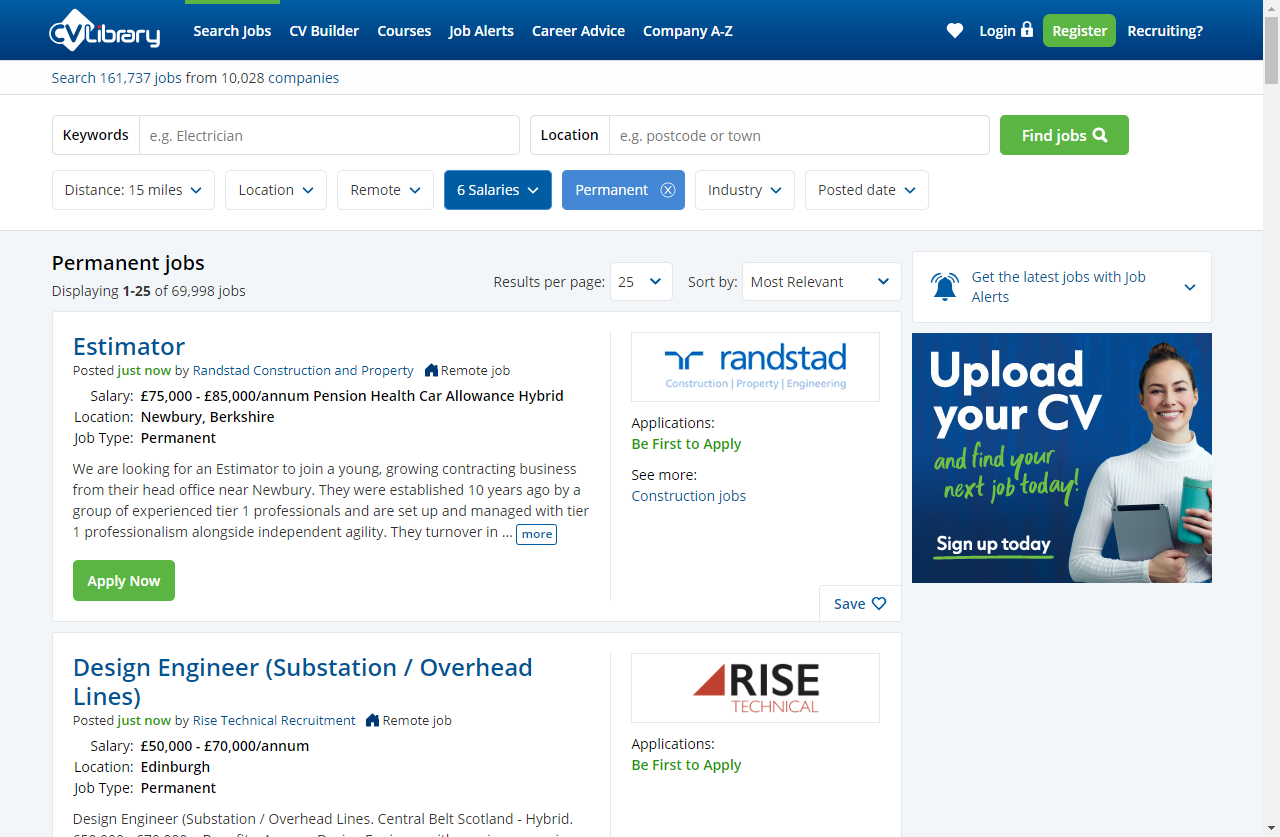 CVLibrary
Search Jobs CV Builder Courses Job Alerts Career Advice Company A-Z Login Register Recruiting?
Search 161,737 jobs from 10,028 companies
Keywords e.g. Electrician Location e.g. postcode or town Find jobs
Distance: 15 miles Location Remote 6 Salaries Permanent Industry Posted date
Permanent jobs
Displaying 1-25 of 69,998 jobs
Results per page: 25 Sort by: Most Relevant
Get the latest jobs with Job
Alerts
Estimator
Posted just now by Randstad Construction and Property Remote job
Salary: £75,000 - £85,000/annum Pension Health Car Allowance Hybrid
Location: Newbury, Berkshire
Job Type: Permanent
We are looking for an Estimator to join a young, growing contracting business
from their head office near Newbury. They were established 10 years ago by a
group of experienced tier 1 professionals and are set up and managed with tier
1 professionalism alongside independent agility. They turnover in ... more
Apply Now
randstad
Construction | Property | Engineering
Applications:
Be First to Apply
See more:
Construction jobs
Save
Upload
your CV
and find your
next job today!
Sign up today
Design Engineer (Substation / Overhead
Lines)
Posted just now by Rise Technical Recruitment Remote job
Salary: £50,000 - £70,000/annum
Location: Edinburgh
Job Type: Permanent
Design Engineer (Substation / Overhead Lines. Central Belt Scotland - Hybrid.
RISE
TECHNICAL
Applications:
Be First to Apply